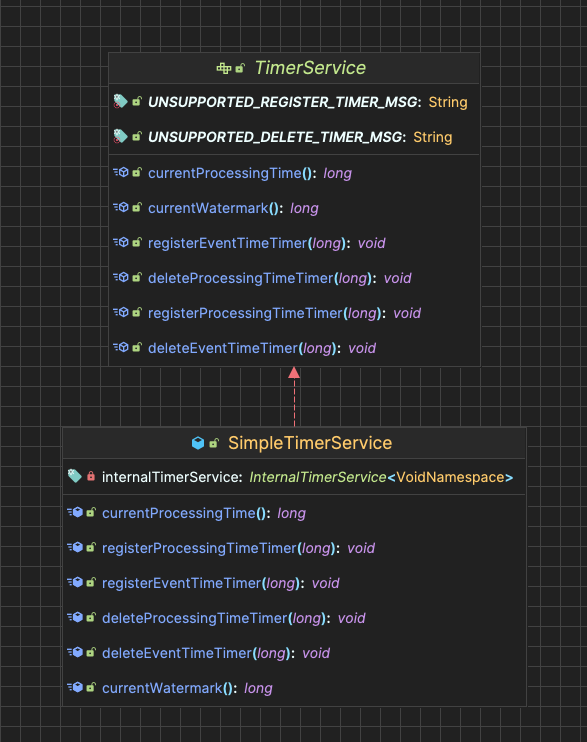 TimerService
UNSUPPORTED_REGISTER_TIMER_MSG: String
UNSUPPORTED_DELETE_TIMER_MSG: String
currentProcessingTime(): long
currentWatermark(): long
registerEventTimeTimer(long): void
deleteProcessingTimeTimer(long): void
registerProcessingTimeTimer(long): void
deleteEventTimeTimer(long): void
SimpleTimerService
internalTimerService: InternalTimerService<VoidNamespace>
currentProcessingTime(): long
registerProcessingTimeTimer(long): void
registerEventTimeTimer(long): void
deleteProcessingTimeTimer(long): void
deleteEventTimeTimer(long): void
currentWatermark(): long